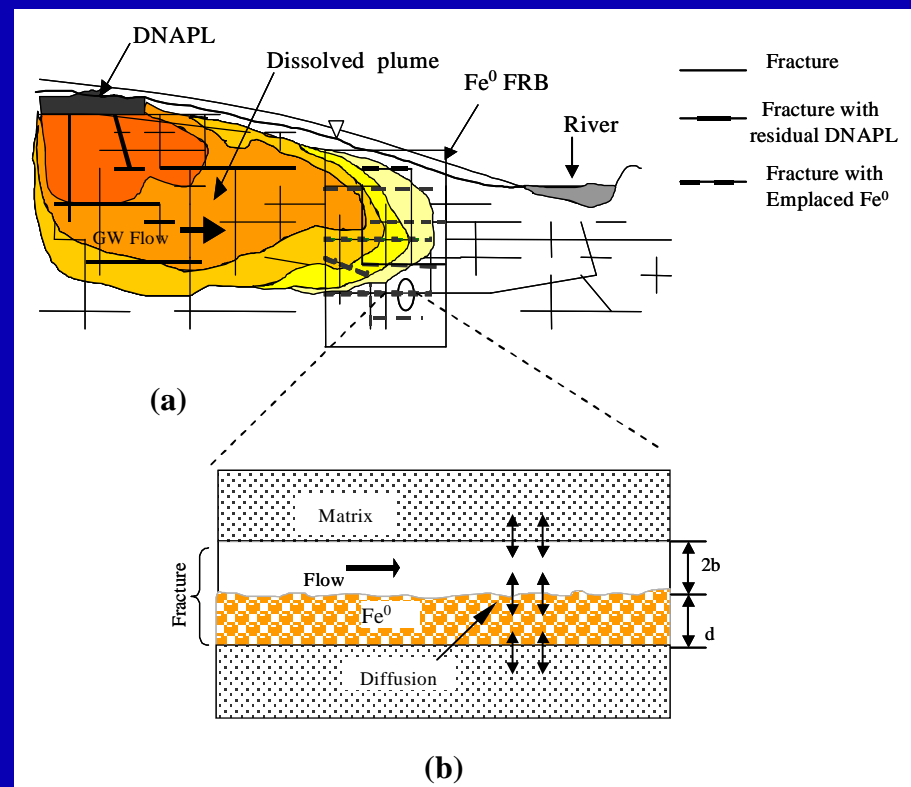 DNAPL
Dissolved plume
Fe⁰ FRB
River
GW Flow
Fracture
Fracture with
residual DNAPL
Fracture with
Emplaced Fe⁰
(a)
Matrix
Fracture
Flow
Fe⁰
Diffusion
2b
d
(b)